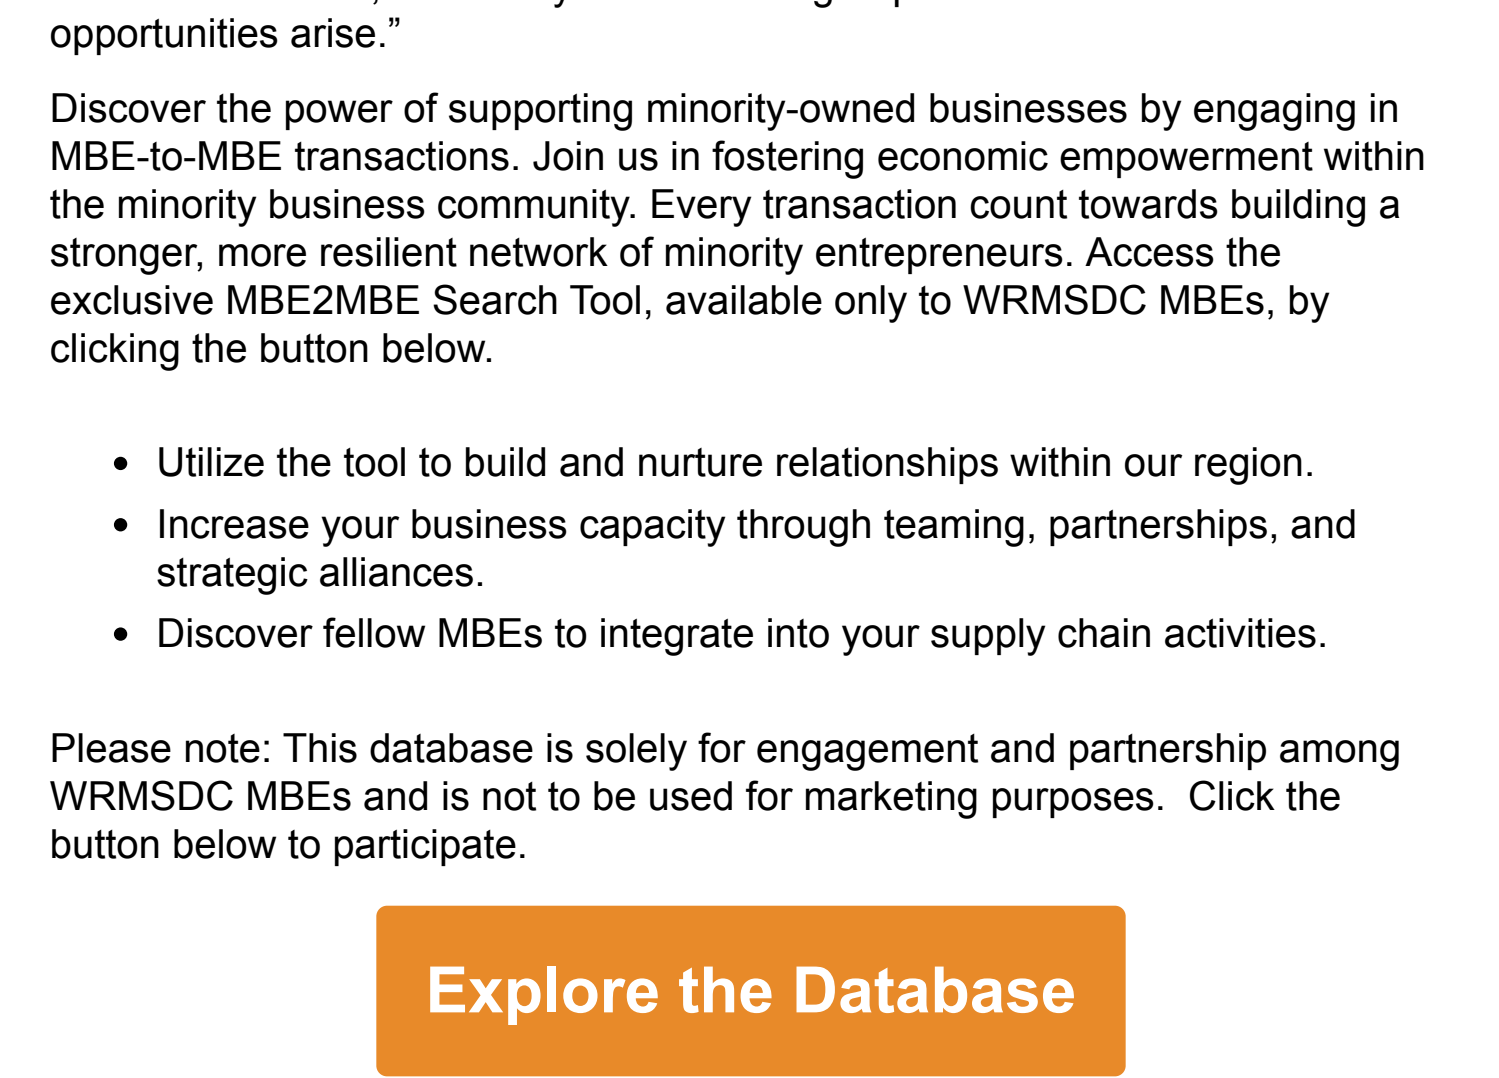 opportunities arise.”
Discover the power of supporting minority-owned businesses by engaging in
MBE-to-MBE transactions. Join us in fostering economic empowerment within
the minority business community. Every transaction count towards building a
stronger, more resilient network of minority entrepreneurs. Access the
exclusive MBE2MBE Search Tool, available only to WRMSDC MBEs, by
clicking the button below.
• Utilize the tool to build and nurture relationships within our region.
• Increase your business capacity through teaming, partnerships, and
strategic alliances.
• Discover fellow MBEs to integrate into your supply chain activities.
Please note: This database is solely for engagement and partnership among
WRMSDC MBEs and is not to be used for marketing purposes.  Click the
button below to participate.
Explore the Database